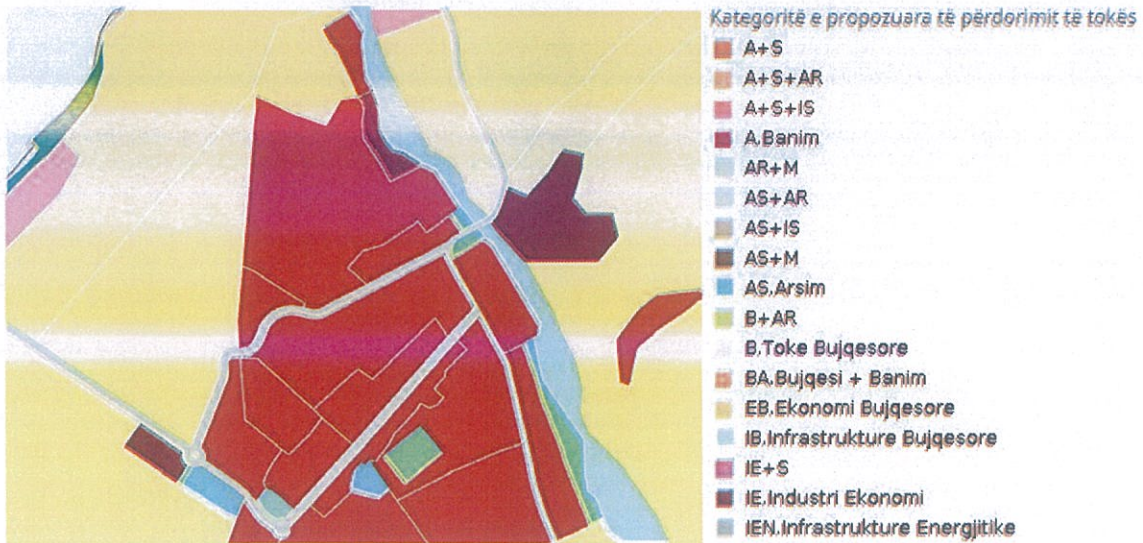 Kategoritë e propozuara të përdorimit të tokës
A+S
A+S+AR
A+S+IS
A.Banim
AR+M
AS+AR
AS+IS
AS+M
AS.Arsim
B+AR
B.Toke Bujqesore
BA.Bujqesi + Banim
EB.Ekonomi Bujqesore
IB.Infrastrukture Bujqesore
IE+S
IE.Industri Ekonomi
IEN.Infrastrukture Energjitike